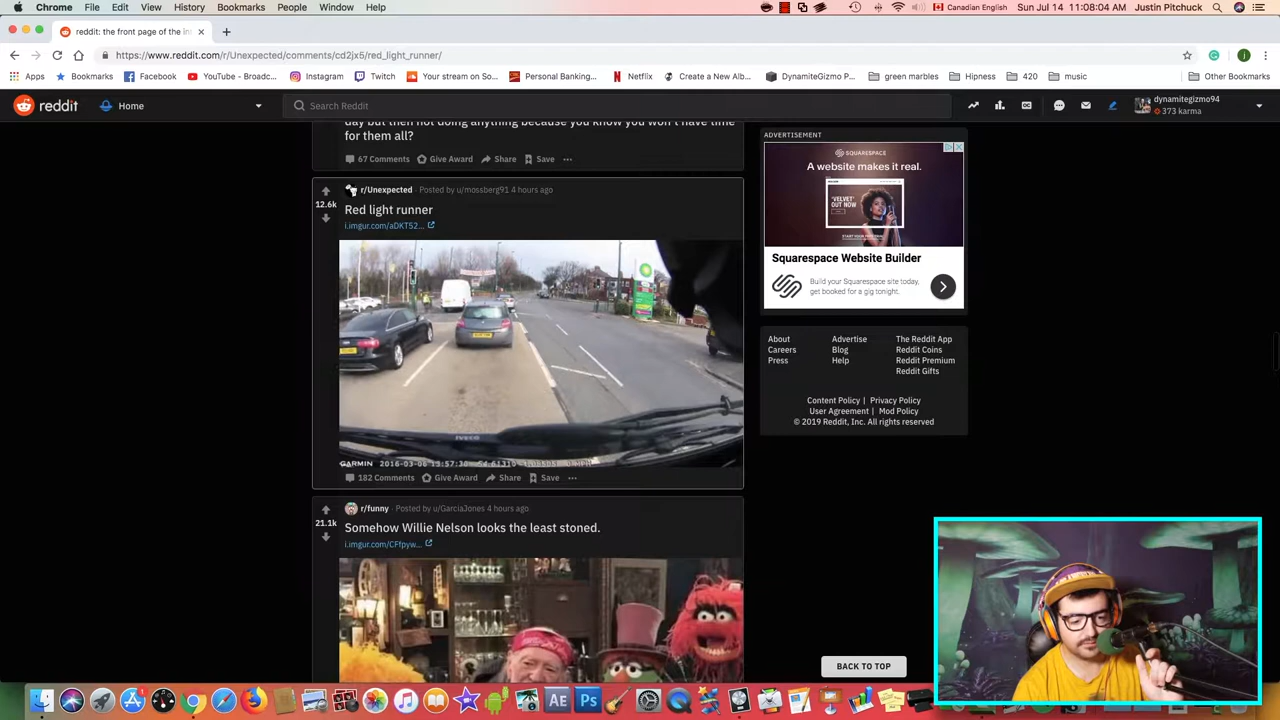 Chrome File Edit View History Bookmarks People Window Help
Canadian English Sun Jul 14 11:08:04 AM Justin Pitchuck
reddit: the front page of the in
https://www.reddit.com/r/Unexpected/comments/cd2jx5/red_light_runner/
Apps Bookmarks Facebook YouTube - Broadc... Instagram Twitch Your stream on So... Personal Banking... Netflix Create a New Alb... DynamiteGizmo P... green marbles Hipness 420 music Other Bookmarks
reddit Home Search Reddit dynamitegizmo94
373 karma
day but then not doing anything because you know you won't have time
for them all?
67 Comments Give Award Share Save
r/Unexpected · Posted by u/mossberg91 4 hours ago
12.6k
Red light runner
i.imgur.com/aDKT52...
GARMIN 2016-03-06
182 Comments Give Award Share Save
r/funny · Posted by u/GarciaJones 4 hours ago
21.1k
Somehow Willie Nelson looks the least stoned.
i.imgur.com/CFfpyw...
ADVERTISEMENT
SQUARESPACE
A website makes it real.
Squarespace Website Builder
Build your Squarespace site today,
get booked for a gig tonight.
About Advertise The Reddit App
Careers Blog Reddit Coins
Press Help Reddit Premium
Reddit Gifts
Content Policy | Privacy Policy
User Agreement | Mod Policy
© 2019 Reddit, Inc. All rights reserved
BACK TO TOP
AE Ps